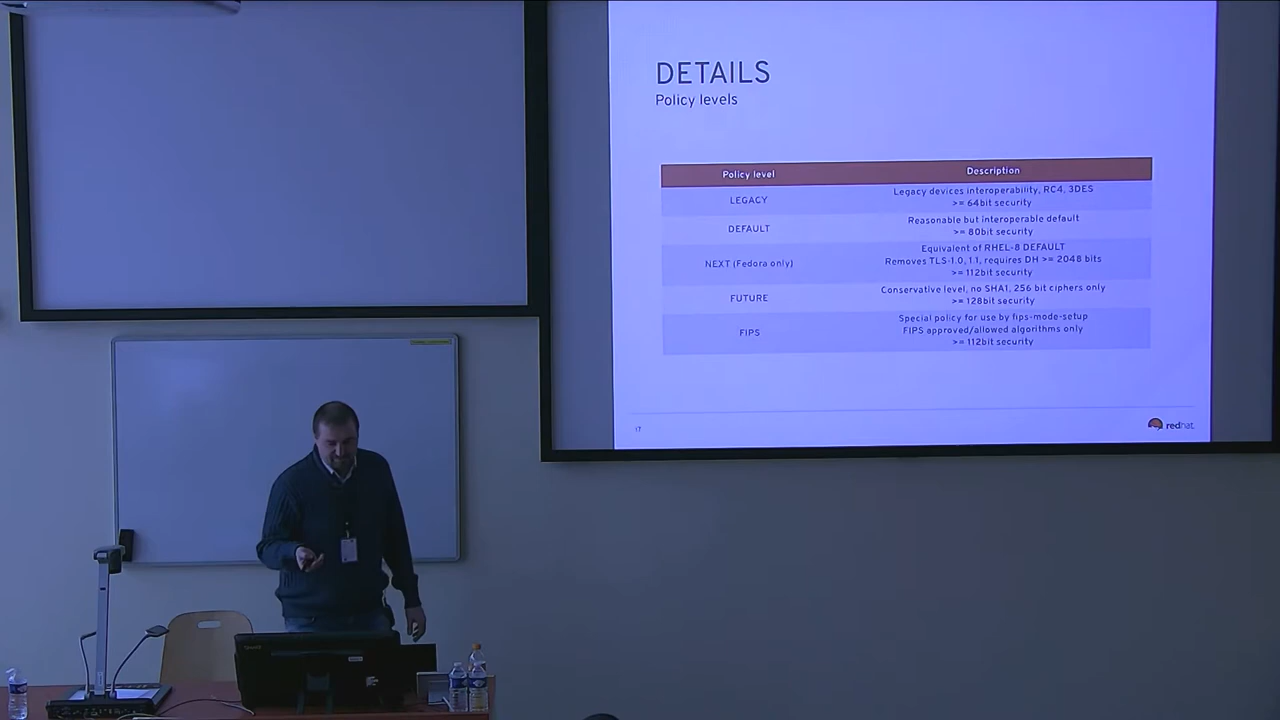 DETAILS
Policy levels
Policy level Description
LEGACY Legacy devices interoperability, RC4, 3DES
>= 64bit security
DEFAULT Reasonable but interoperable default
>= 80bit security
NEXT (Fedora only) Equivalent of RHEL-8 DEFAULT
Removes TLS-1.0, 1.1, requires DH >= 2048 bits
>= 112bit security
FUTURE Conservative level, no SHA1, 256 bit ciphers only
>= 128bit security
FIPS Special policy for use by fips-mode-setup
FIPS approved/allowed algorithms only
>= 112bit security
17
redhat.